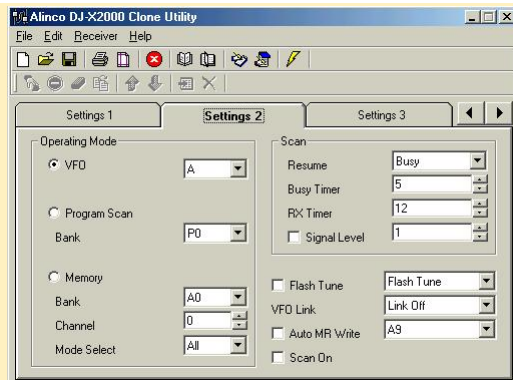 Alinco DJ-X2000 Clone Utility
File Edit Receiver Help
Settings 1 Settings 2 Settings 3
Operating Mode
VFO A
Program Scan
Bank P0
Memory
Bank A0
Channel 0
Mode Select All
Scan
Resume Busy
Busy Timer 5
RX Timer 12
Signal Level 1
Flash Tune Flash Tune
VFO Link Link Off
Auto MR Write A9
Scan On